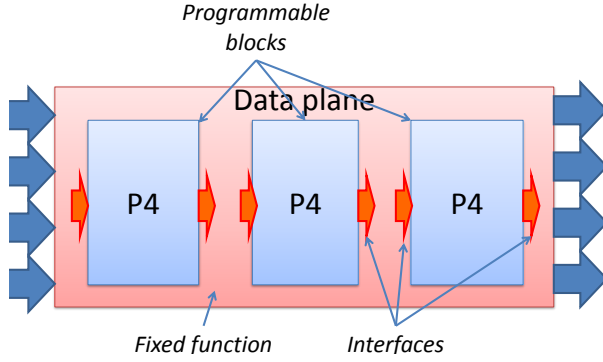 Programmable
blocks
Data plane
P4 P4 P4
Fixed function Interfaces